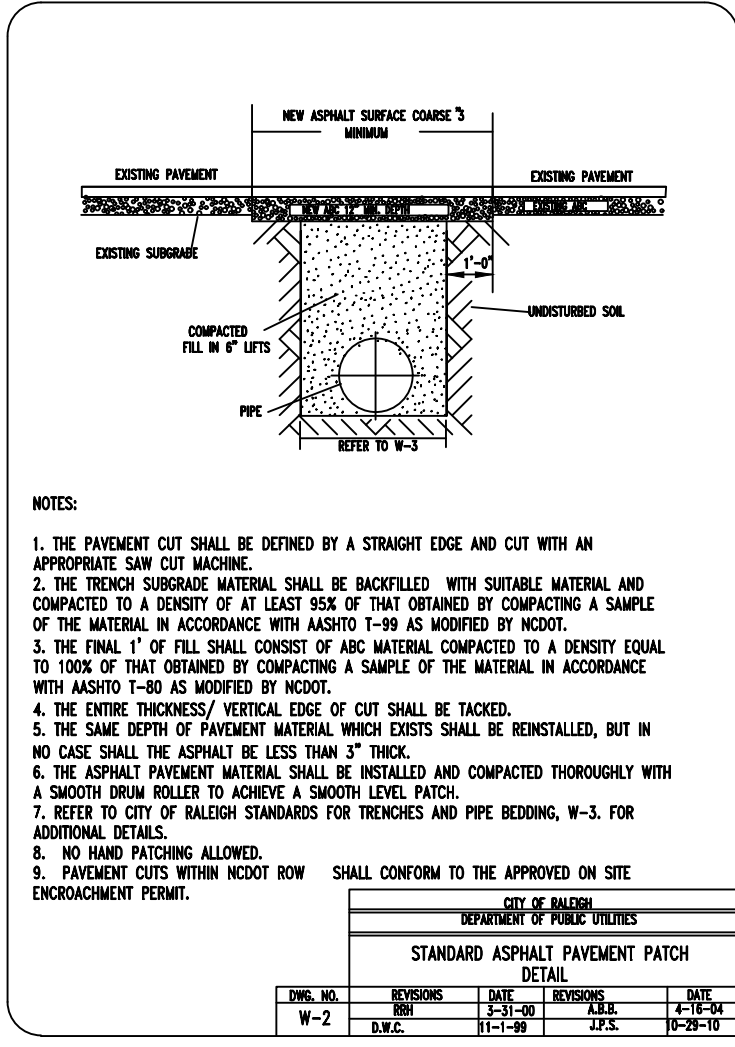 NEW ASPHALT SURFACE COARSE "3
MINIMUM
EXISTING PAVEMENT
EXISTING PAVEMENT
NEW ABC 12" MIN. DEPTH
EXISTING ABC
EXISTING SUBGRADE
1'-0"
UNDISTURBED SOIL
COMPACTED
FILL IN 6" LIFTS
PIPE
REFER TO W-3
NOTES:
1. THE PAVEMENT CUT SHALL BE DEFINED BY A STRAIGHT EDGE AND CUT WITH AN
APPROPRIATE SAW CUT MACHINE.
2. THE TRENCH SUBGRADE MATERIAL SHALL BE BACKFILLED WITH SUITABLE MATERIAL AND
COMPACTED TO A DENSITY OF AT LEAST 95% OF THAT OBTAINED BY COMPACTING A SAMPLE
OF THE MATERIAL IN ACCORDANCE WITH AASHTO T-99 AS MODIFIED BY NCDOT.
3. THE FINAL 1' OF FILL SHALL CONSIST OF ABC MATERIAL COMPACTED TO A DENSITY EQUAL
TO 100% OF THAT OBTAINED BY COMPACTING A SAMPLE OF THE MATERIAL IN ACCORDANCE
WITH AASHTO T-80 AS MODIFIED BY NCDOT.
4. THE ENTIRE THICKNESS/ VERTICAL EDGE OF CUT SHALL BE TACKED.
5. THE SAME DEPTH OF PAVEMENT MATERIAL WHICH EXISTS SHALL BE REINSTALLED, BUT IN
NO CASE SHALL THE ASPHALT BE LESS THAN 3" THICK.
6. THE ASPHALT PAVEMENT MATERIAL SHALL BE INSTALLED AND COMPACTED THOROUGHLY WITH
A SMOOTH DRUM ROLLER TO ACHIEVE A SMOOTH LEVEL PATCH.
7. REFER TO CITY OF RALEIGH STANDARDS FOR TRENCHES AND PIPE BEDDING, W-3. FOR
ADDITIONAL DETAILS.
8. NO HAND PATCHING ALLOWED.
9. PAVEMENT CUTS WITHIN NCDOT ROW SHALL CONFORM TO THE APPROVED ON SITE
ENCROACHMENT PERMIT.
CITY OF RALEIGH
DEPARTMENT OF PUBLIC UTILITIES
STANDARD ASPHALT PAVEMENT PATCH
DETAIL
DWG. NO. REVISIONS DATE REVISIONS DATE
W-2 RRH 3-31-00 A.B.B. 4-16-04
D.W.C. 11-1-99 J.P.S. 10-29-10